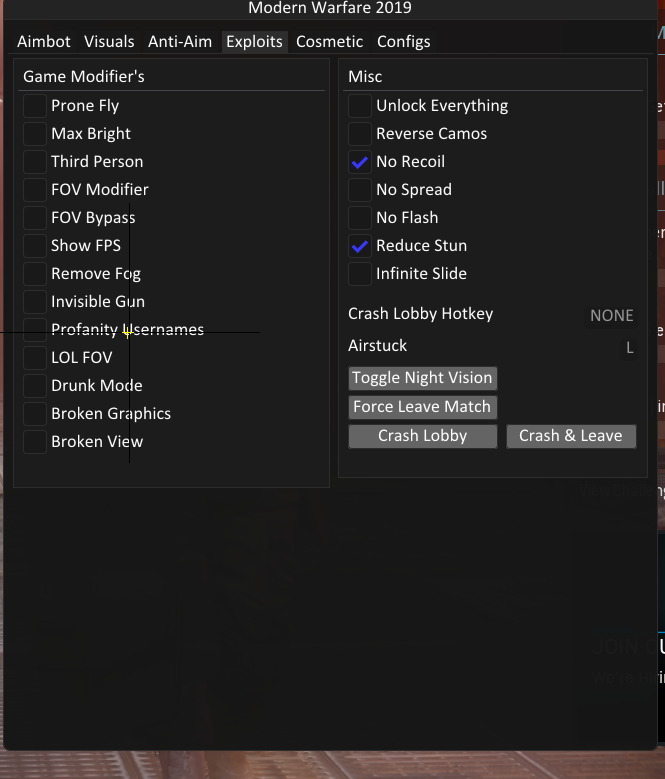 Modern Warfare 2019
Aimbot Visuals Anti-Aim Exploits Cosmetic Configs
Game Modifier's
Prone Fly
Max Bright
Third Person
FOV Modifier
FOV Bypass
Show FPS
Remove Fog
Invisible Gun
Profanity Usernames
LOL FOV
Drunk Mode
Broken Graphics
Broken View
Misc
Unlock Everything
Reverse Camos
No Recoil
No Spread
No Flash
Reduce Stun
Infinite Slide
Crash Lobby Hotkey NONE
Airstuck L
Toggle Night Vision
Force Leave Match
Crash Lobby Crash & Leave
JOIN